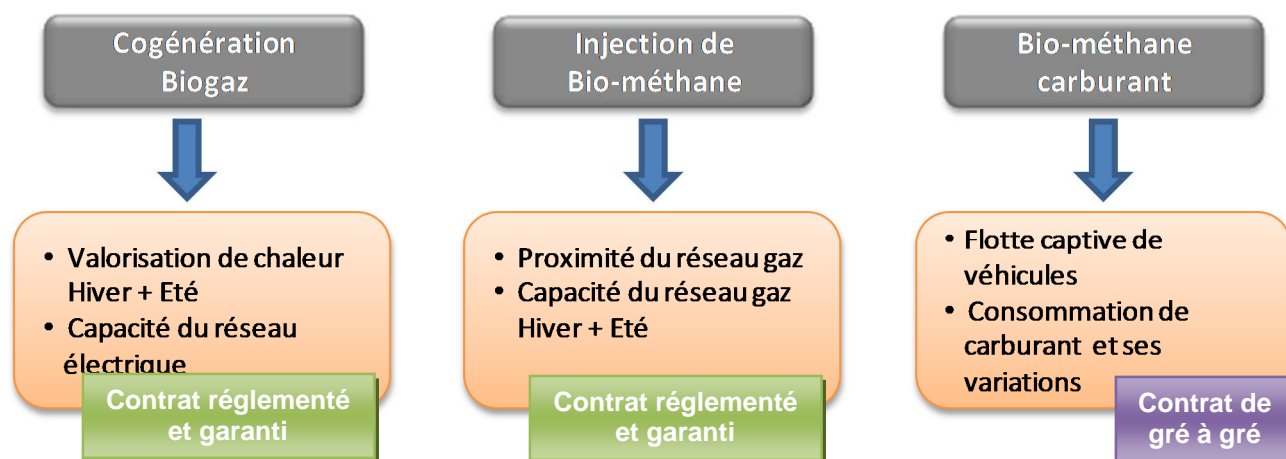 Cogénération
Biogaz
• Valorisation de chaleur
Hiver + Eté
• Capacité du réseau
électrique
Contrat réglementé
et garanti
Injection de
Bio-méthane
• Proximité du réseau gaz
• Capacité du réseau gaz
Hiver + Eté
Contrat réglementé
et garanti
Bio-méthane
carburant
• Flotte captive de
véhicules
• Consommation de
carburant et ses
variations
Contrat de
gré à gré